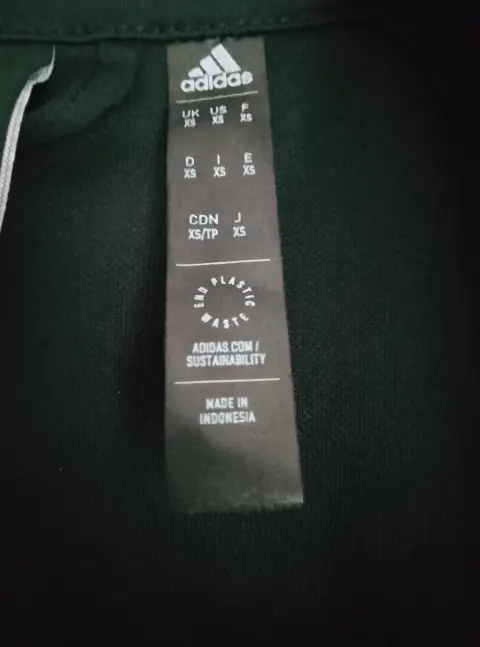 adidas
UK US F
XS XS XS
D I E
XS XS XS
CDN J
XS/TP XS
END PLASTIC WASTE
ADIDAS.COM /
SUSTAINABILITY
MADE IN
INDONESIA